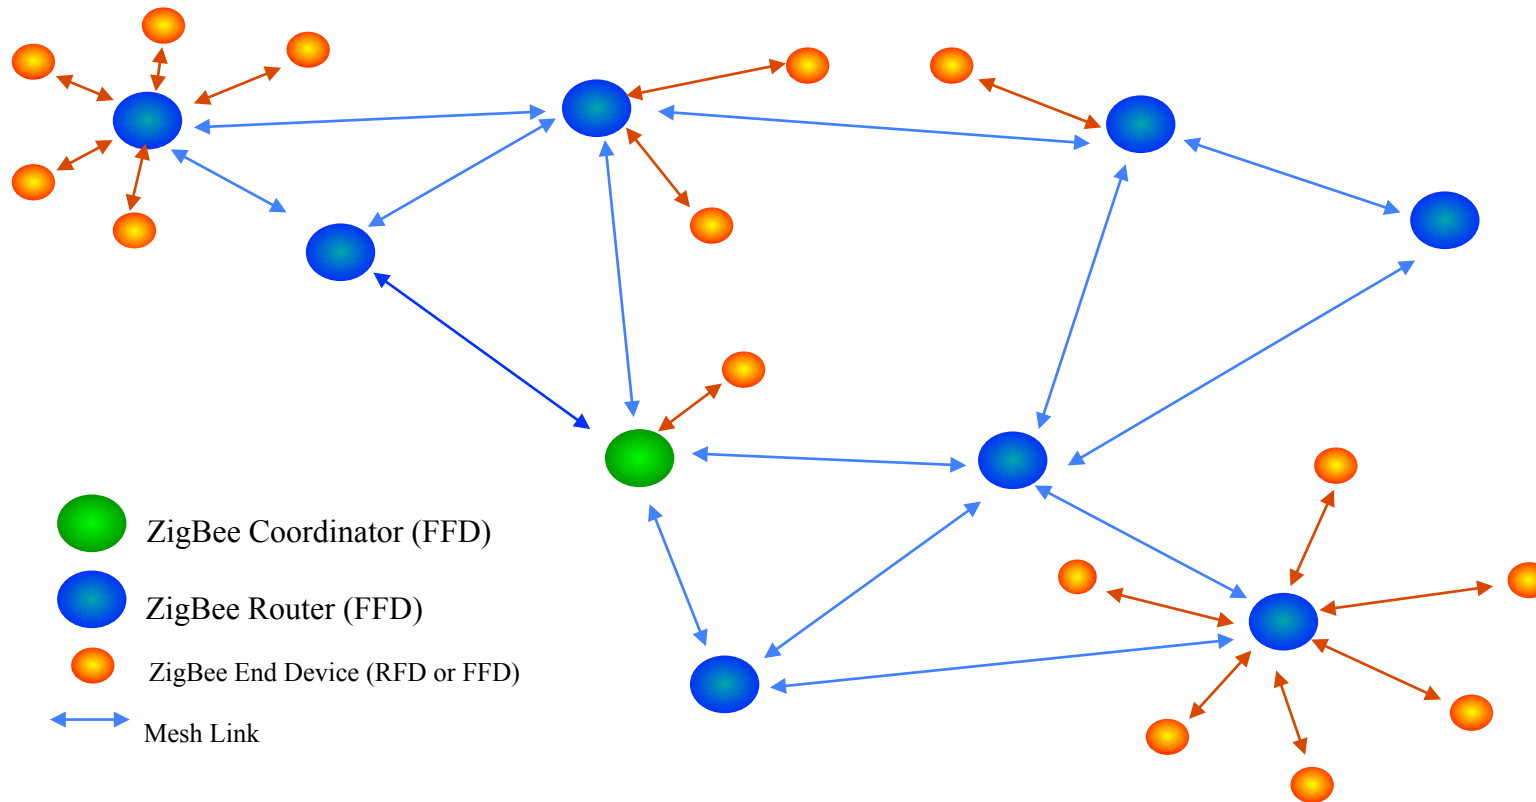 ZigBee Coordinator (FFD)
ZigBee Router (FFD)
ZigBee End Device (RFD or FFD)
Mesh Link